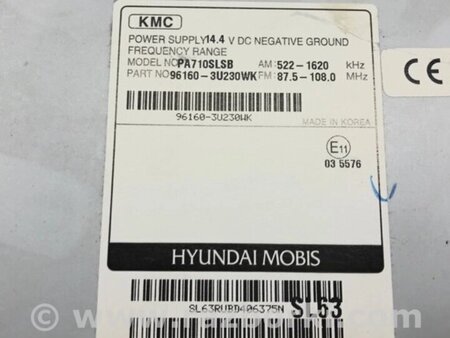 KMC
POWER SUPPLY 14.4 V DC NEGATIVE GROUND
FREQUENCY RANGE
MODEL NO PA710SLSB AM: 522-1620 kHz
PART NO 96160-3U230WK FM: 87.5-108.0 MHz
CE
96160-3U230WK
MADE IN KOREA
E11
03 5576
HYUNDAI MOBIS
SL63RUBD406375N SL63